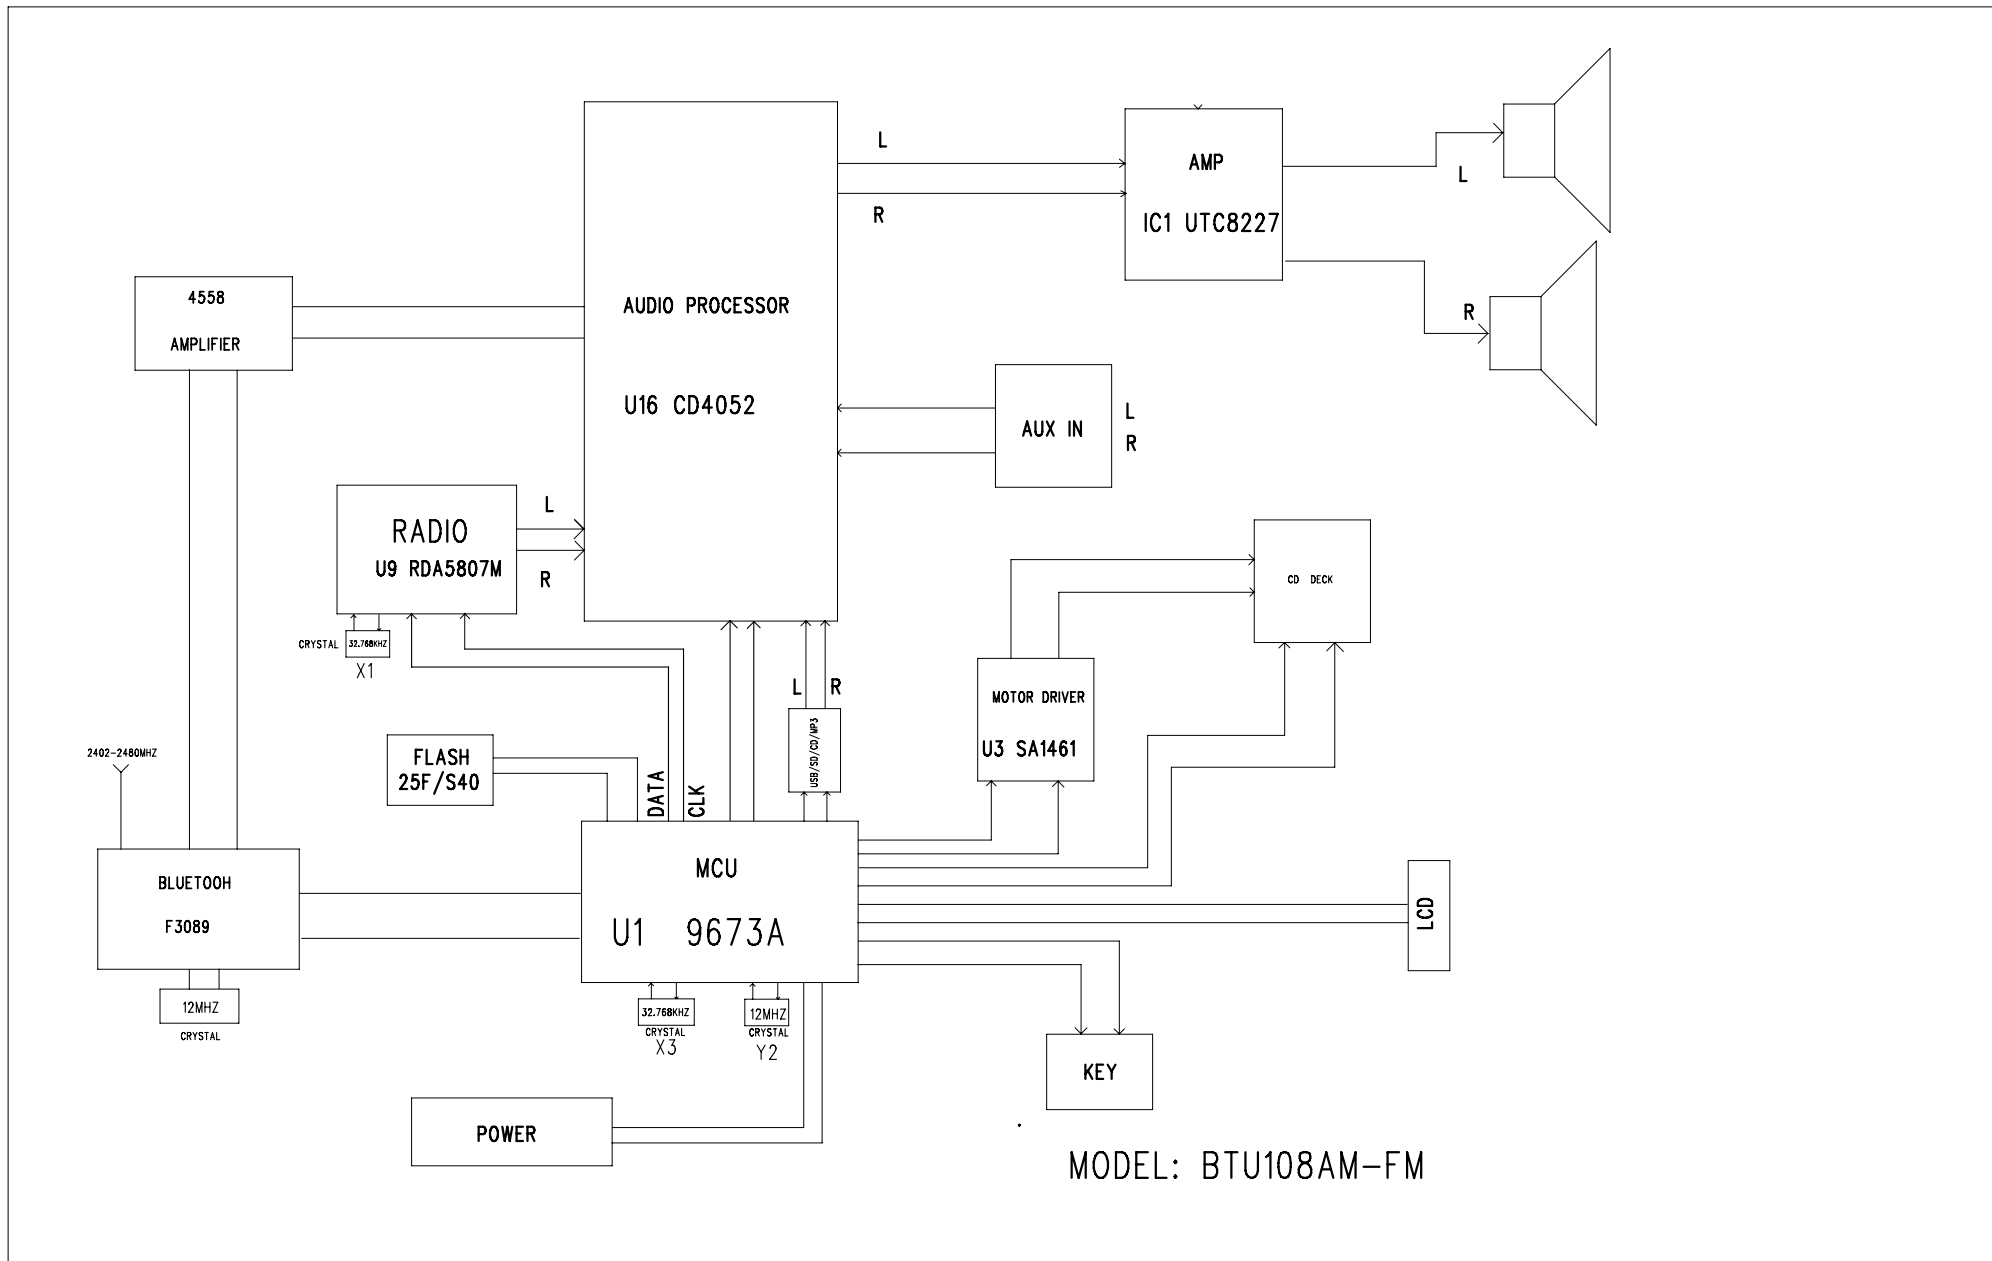 L
AMP
L
R
IC1 UTC8227
4558
AUDIO PROCESSOR
R
AMPLIFIER
U16 CD4052
L
AUX IN
R
L
RADIO
U9 RDA5807M
R
CD DECK
CRYSTAL
32.768KHZ
X1
L
R
MOTOR DRIVER
USB/SD/CD/MP3
U3 SA1461
2402-2480MHZ
FLASH
25F/S40
DATA
CLK
MCU
BLUETOOH
F3089
U1 9673A
LCD
12MHZ
CRYSTAL
32.768KHZ
CRYSTAL
X3
12MHZ
CRYSTAL
Y2
KEY
POWER
MODEL: BTU108AM-FM